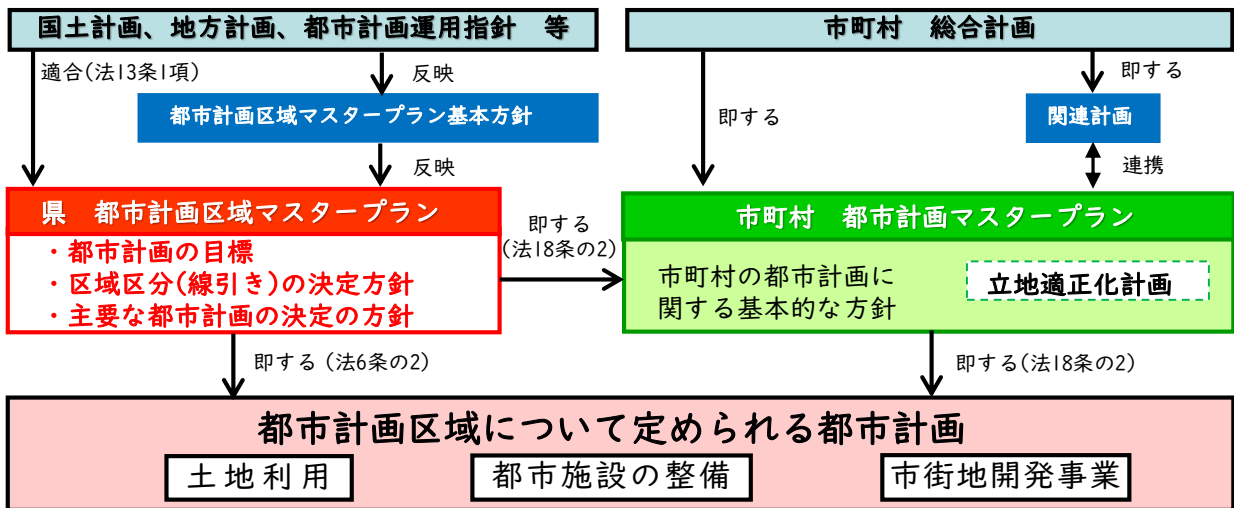 国土計画、地方計画、都市計画運用指針　等
市町村　総合計画
適合(法13条1項)
反映
即する
都市計画区域マスタープラン基本方針
即する
関連計画
反映
連携
県　都市計画区域マスタープラン
・都市計画の目標
・区域区分(線引き)の決定方針
・主要な都市計画の決定の方針
即する
(法18条の2)
市町村　都市計画マスタープラン
市町村の都市計画に
関する基本的な方針
立地適正化計画
即する (法6条の2)
即する(法18条の2)
都市計画区域について定められる都市計画
土地利用
都市施設の整備
市街地開発事業